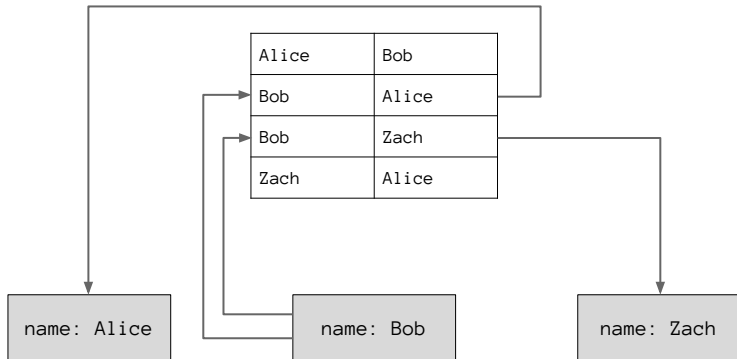 Alice Bob
Bob Alice
Bob Zach
Zach Alice
name: Alice
name: Bob
name: Zach